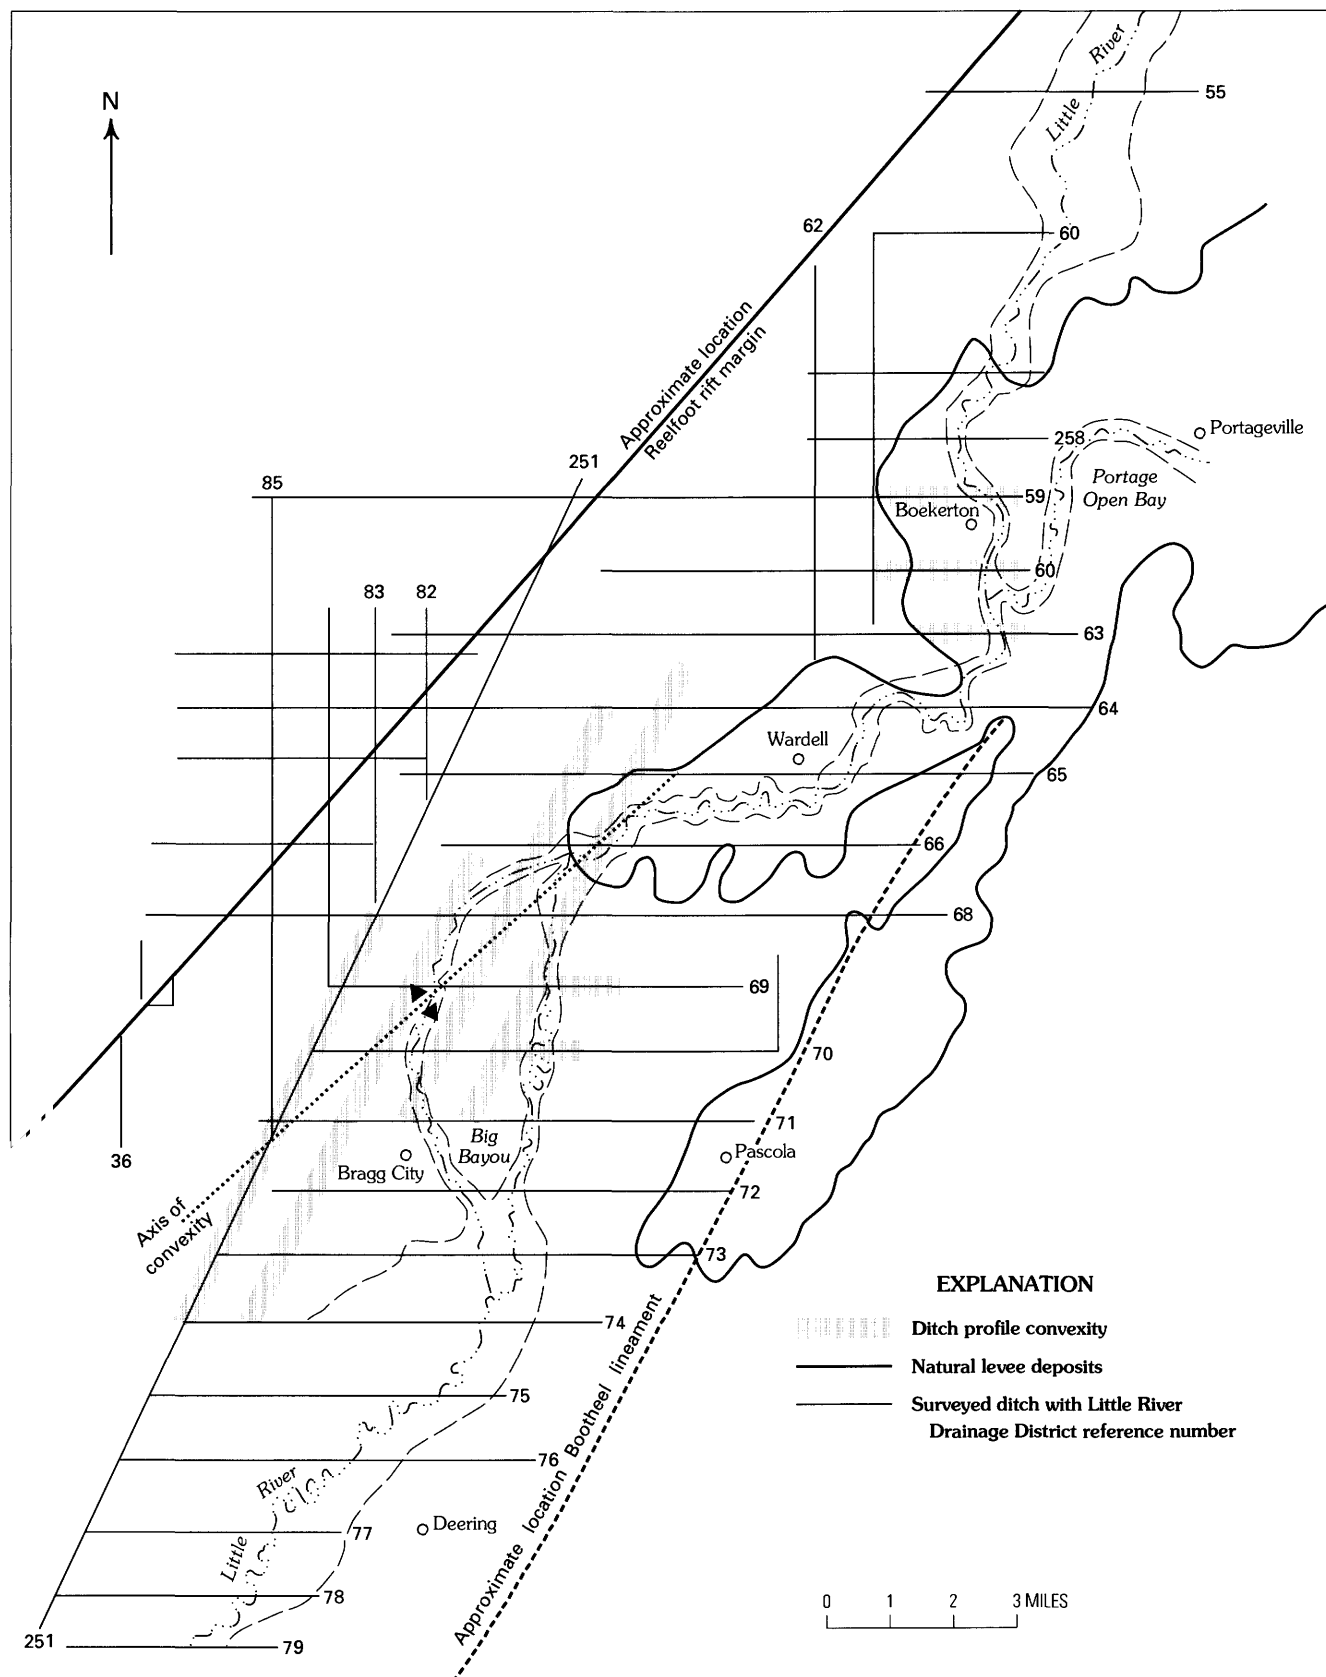 N
River
Little
55
62
60
Approximate location
Reelfoot rift margin
258
Portageville
Portage
Open Bay
251
85
59
Boekerton
60
83
82
63
64
Wardell
65
66
68
69
70
71
36
Big
Bayou
Bragg City
Pascola
72
Axis of
convexity
73
74
75
76
77
78
79
251
River
Little
Deering
Approximate location Bootheel lineament
EXPLANATION
Ditch profile convexity
Natural levee deposits
Surveyed ditch with Little River
Drainage District reference number
0 1 2 3 MILES